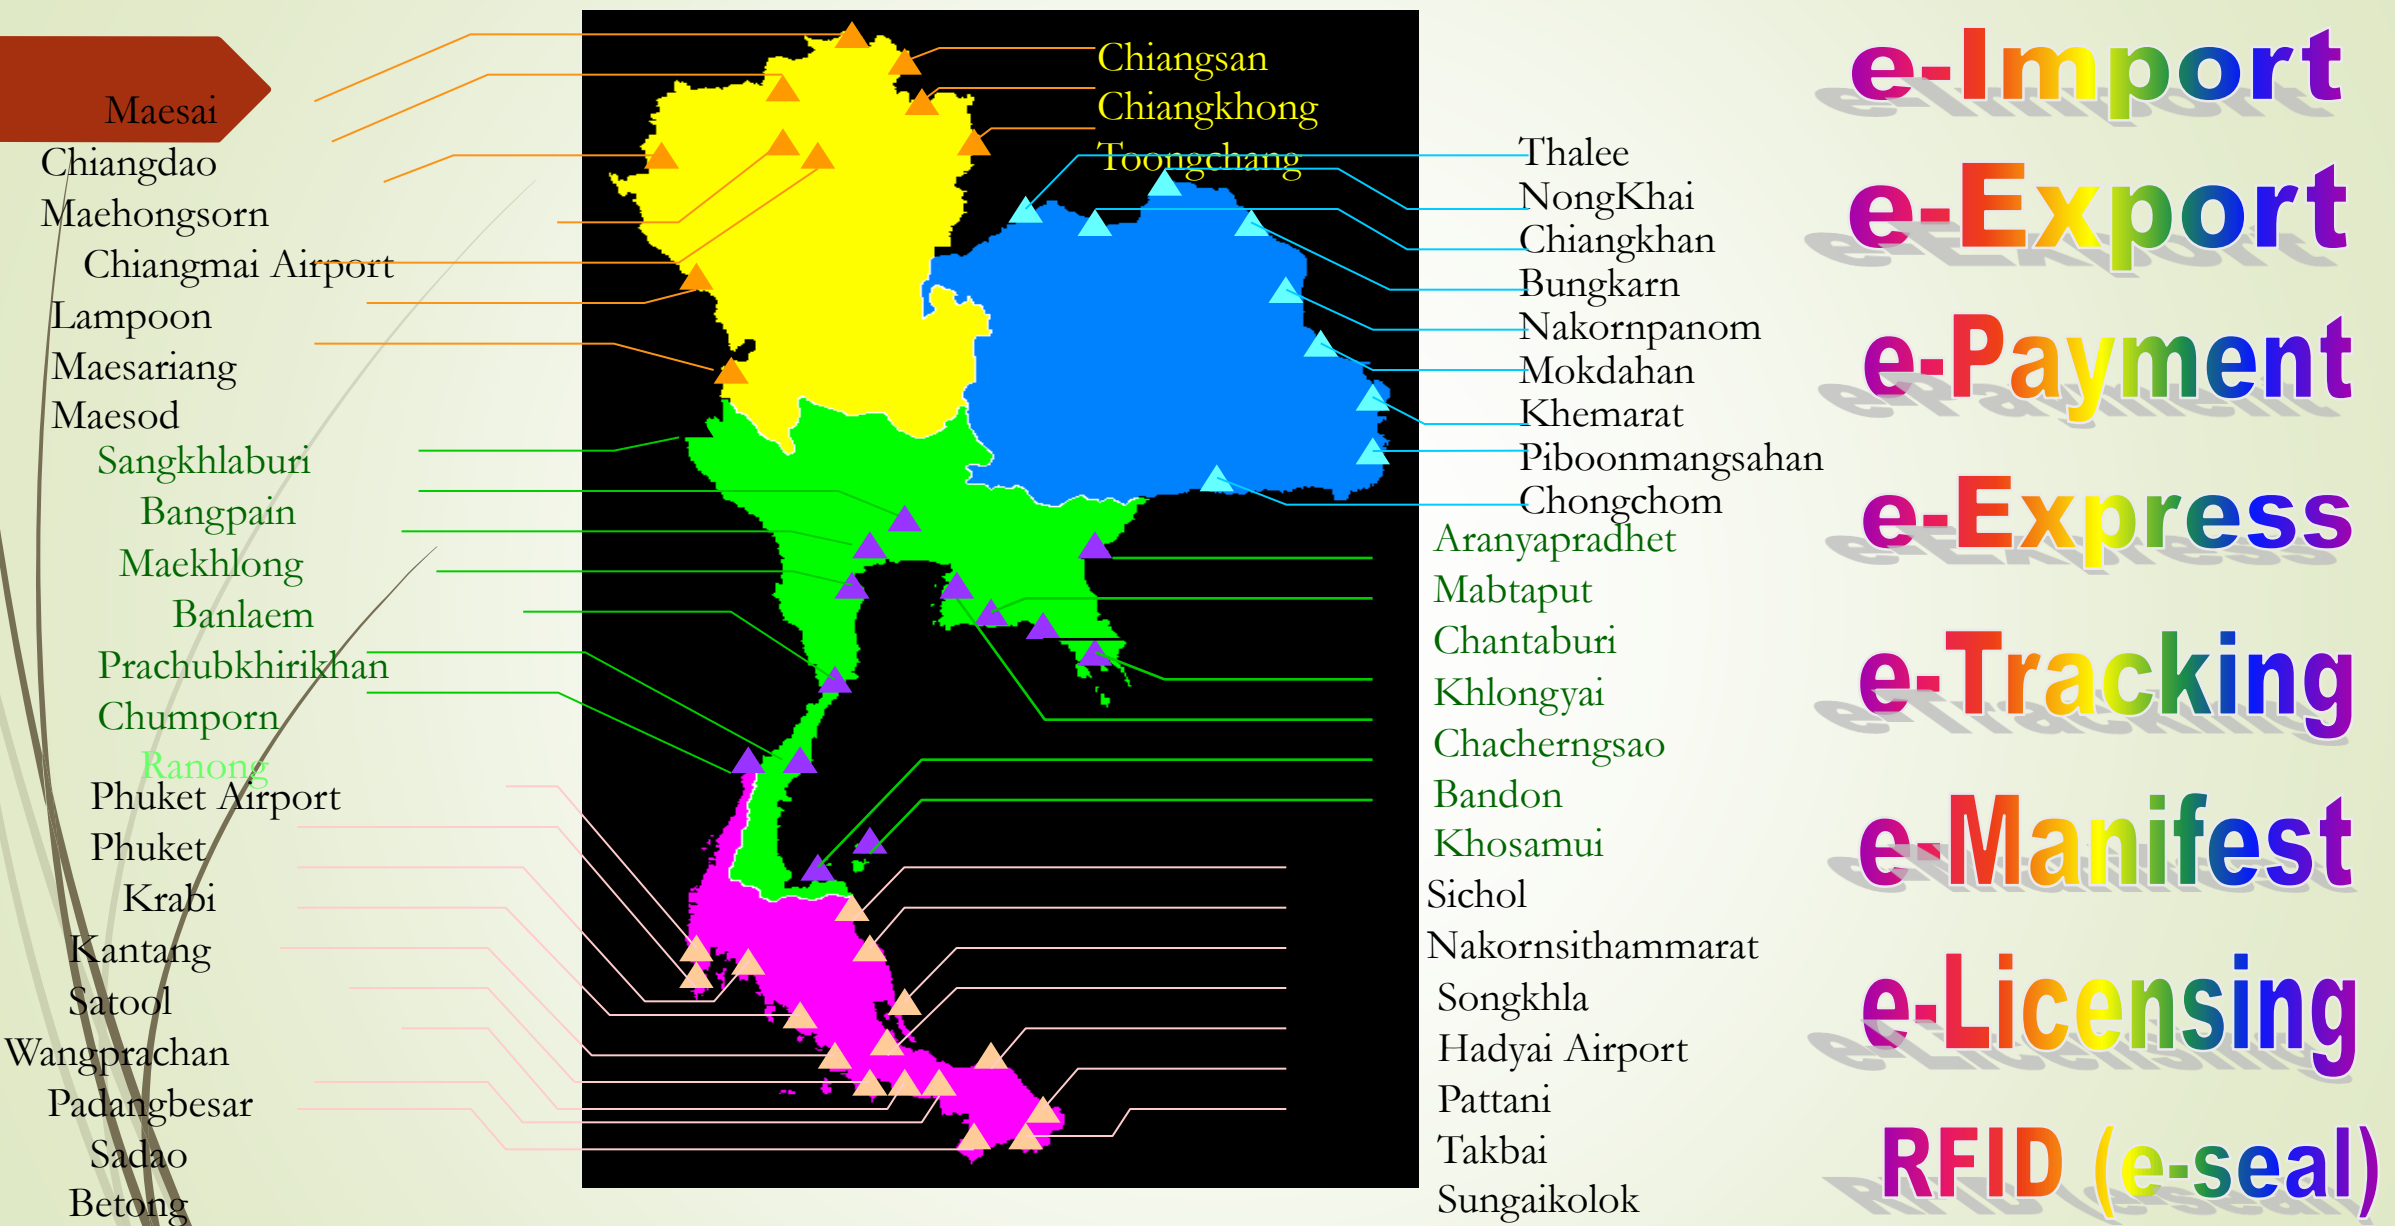 Maesai
Chiangdao
Maehongsorn
Chiangmai Airport
Lampoon
Maesariang
Maesod
Sangkhlaburi
Bangpain
Maekhlong
Banlaem
Prachubkhirikhan
Chumporn
Ranong
Phuket Airport
Phuket
Krabi
Kantang
Satool
Wangprachan
Padangbesar
Sadao
Betong
Chiangsan
Chiangkhong
Toongchang
Thalee
NongKhai
Chiangkhan
Bungkarn
Nakornpanom
Mokdahan
Khemarat
Piboonmangsahan
Chongchom
Aranyapradhet
Mabtaput
Chantaburi
Khlongyai
Chacherngsao
Bandon
Khosamui
Sichol
Nakornsithammarat
Songkhla
Hadyai Airport
Pattani
Takbai
Sungaikolok
e-Import
e-Export
e-Payment
e-Express
e-Tracking
e-Manifest
e-Licensing
RFID (e-seal)